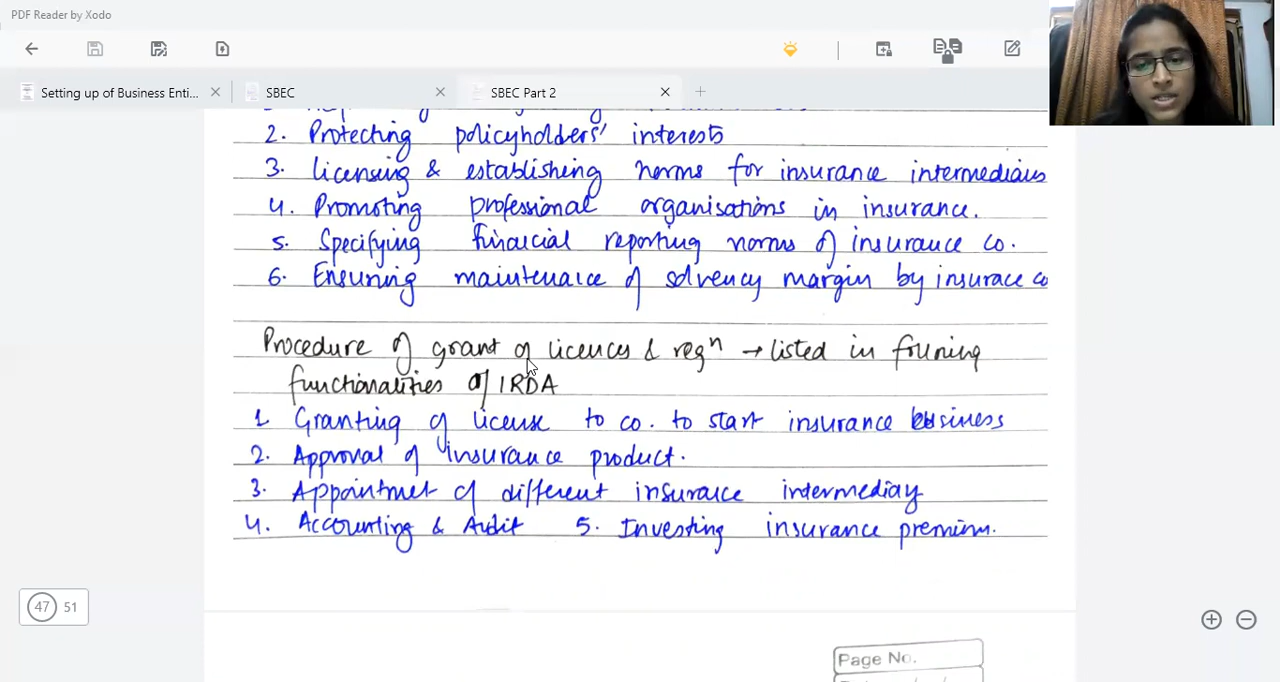 PDF Reader by Xodo
Setting up of Business Enti...
SBEC
SBEC Part 2
2. Protecting policyholders' interests
3. licensing & establishing norms for insurance intermediaries
4. Promoting professional organisations in insurance.
5. Specifying financial reporting norms of insurance co.
6. Ensuring maintenance of solvency margin by insurace co
Procedure of grant of licences & regⁿ → listed in
functionalities of IRDA
1. Granting of license to co. to start insurance business
2. Approval of insurance product.
3. Appointmet of different insurance intermediay
4. Accounting & Audit 5. Investing insurance premium.
47 51
Page No.